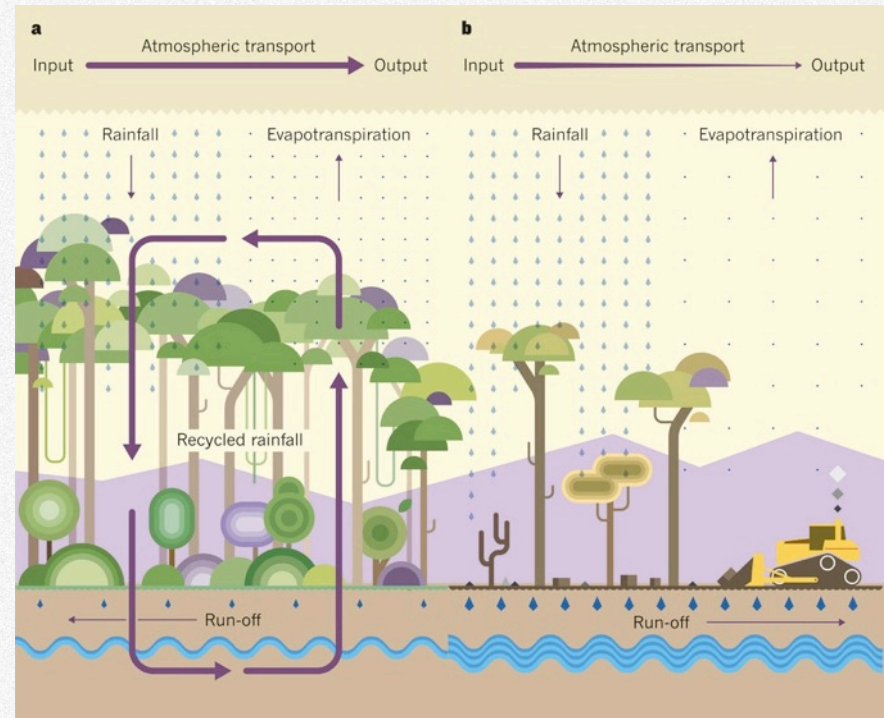 a
Atmospheric transport
Input
Output
Rainfall
Evapotranspiration
Recycled rainfall
Run-off
b
Atmospheric transport
Input
Output
Rainfall
Evapotranspiration
Run-off